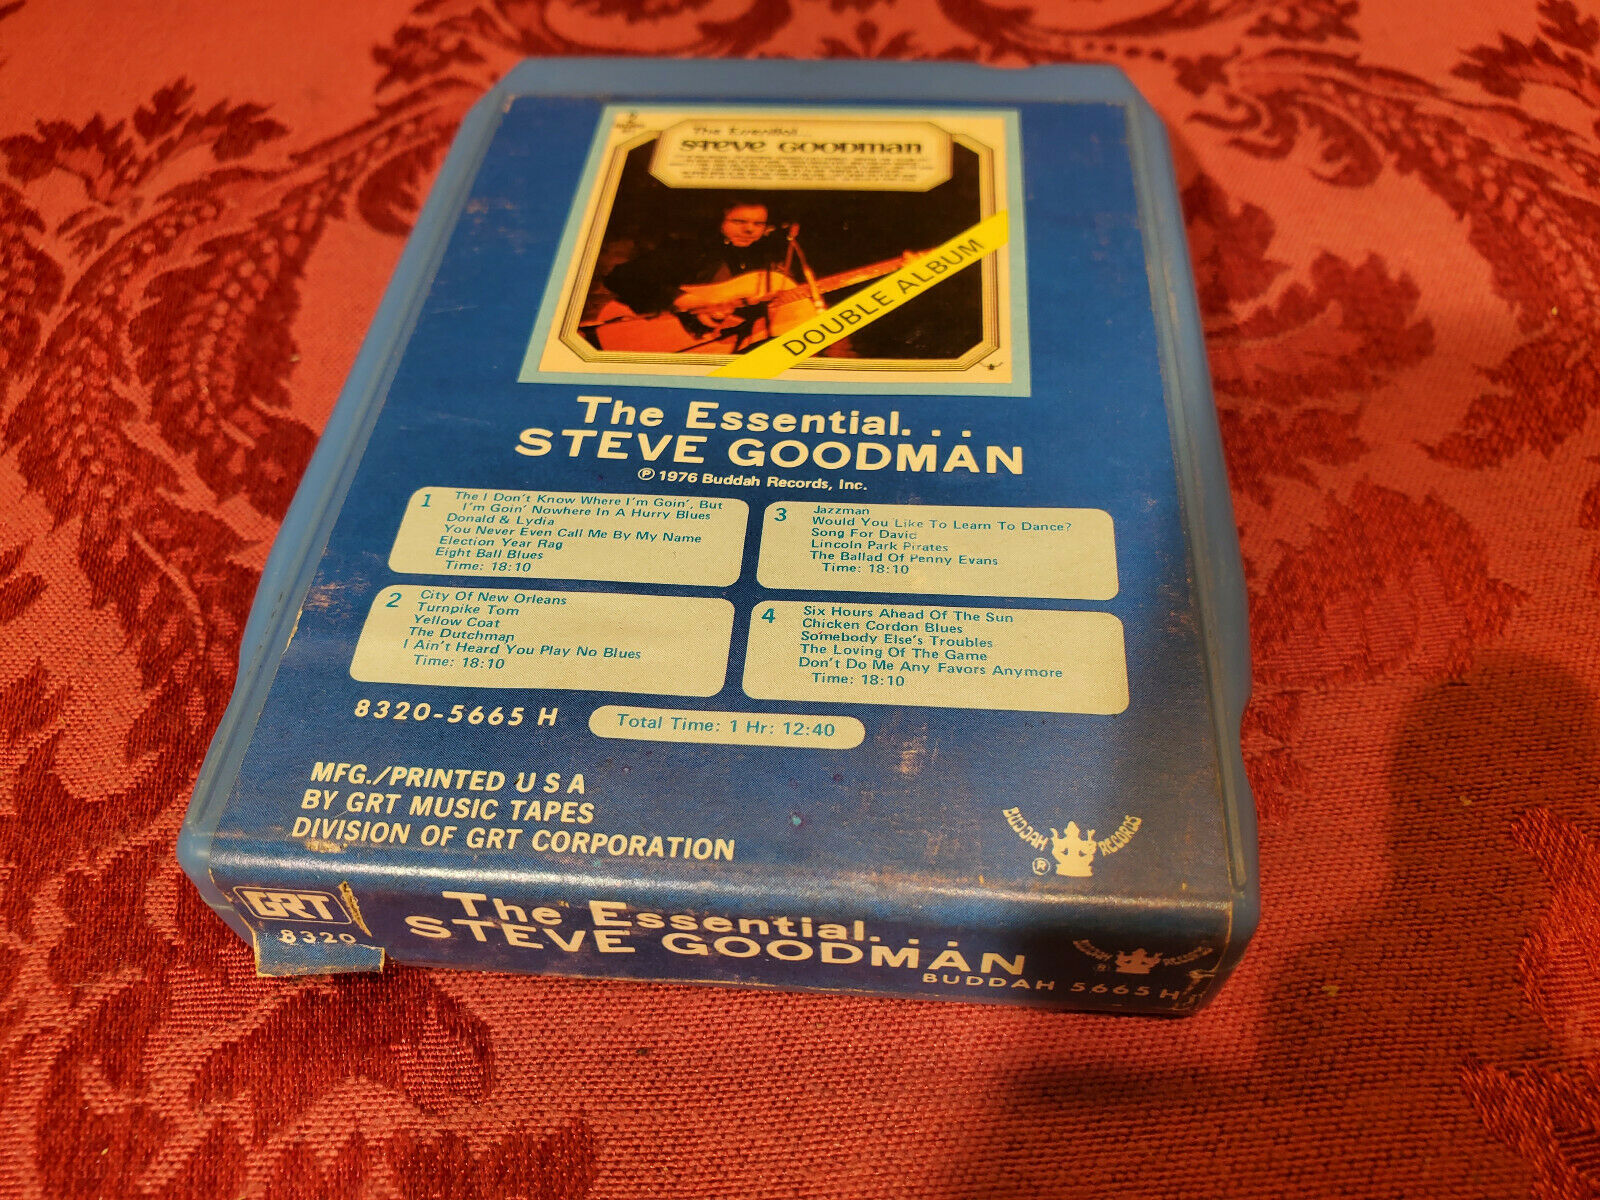 The Essential...
STEVE GOODMAN
DOUBLE ALBUM
The Essential...
STEVE GOODMAN
℗ 1976 Buddah Records, Inc.
1
The I Don't Know Where I'm Goin', But
I'm Goin' Nowhere In A Hurry Blues
Donald & Lydia
You Never Even Call Me By My Name
Election Year Rag
Eight Ball Blues
Time: 18:10
2
City Of New Orleans
Turnpike Tom
Yellow Coat
The Dutchman
I Ain't Heard You Play No Blues
Time: 18:10
3
Jazzman
Would You Like To Learn To Dance?
Song For David
Lincoln Park Pirates
The Ballad Of Penny Evans
Time: 18:10
4
Six Hours Ahead Of The Sun
Chicken Cordon Blues
Somebody Else's Troubles
The Loving Of The Game
Don't Do Me Any Favors Anymore
Time: 18:10
8320-5665 H
Total Time: 1 Hr: 12:40
MFG./PRINTED U S A
BY GRT MUSIC TAPES
DIVISION OF GRT CORPORATION
BUDDAH RECORDS
®
GRT
8320
The Essential...
STEVE GOODMAN
BUDDAH RECORDS
®
BUDDAH 5665 H